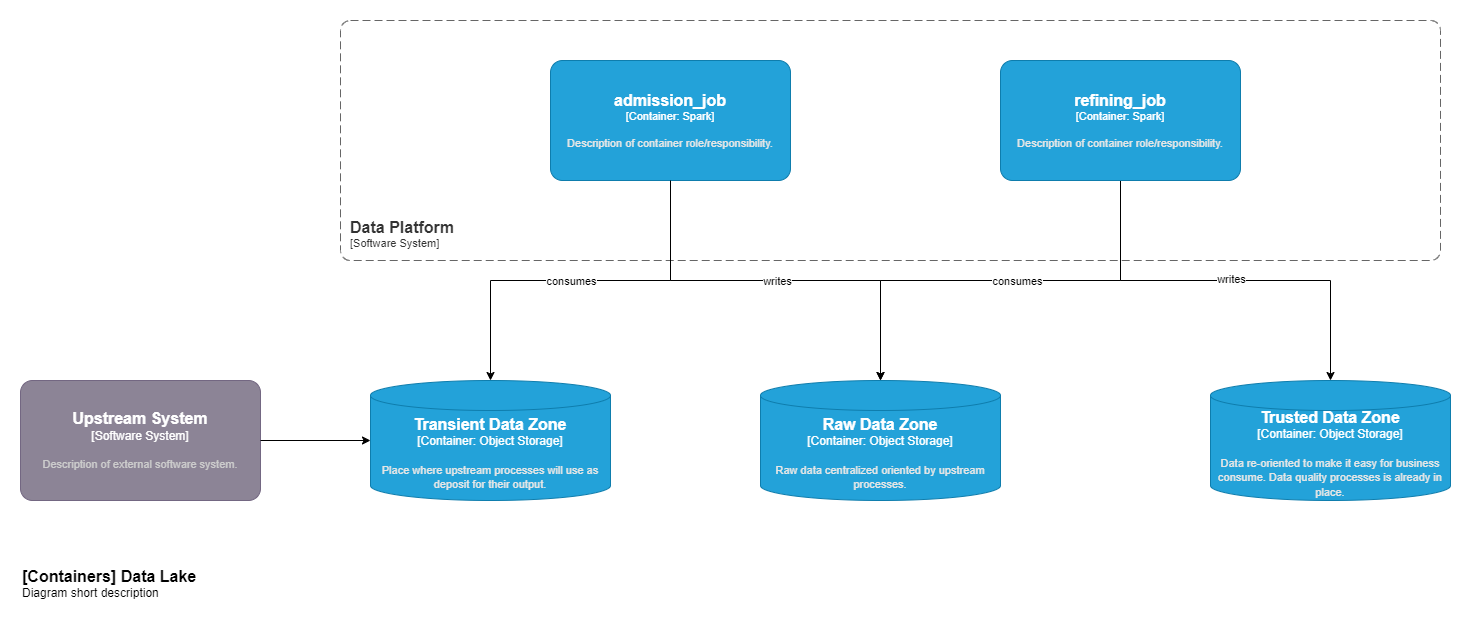 admission_job
[Container: Spark]
Description of container role/responsibility.
refining_job
[Container: Spark]
Description of container role/responsibility.
Data Platform
[Software System]
consumes
writes
consumes
writes
Upstream System
[Software System]
Description of external software system.
Transient Data Zone
[Container: Object Storage]
Place where upstream processes will use as
deposit for their output.
Raw Data Zone
[Container: Object Storage]
Raw data centralized oriented by upstream
processes.
Trusted Data Zone
[Container: Object Storage]
Data re-oriented to make it easy for business
consume. Data quality processes is already in
place.
[Containers] Data Lake
Diagram short description